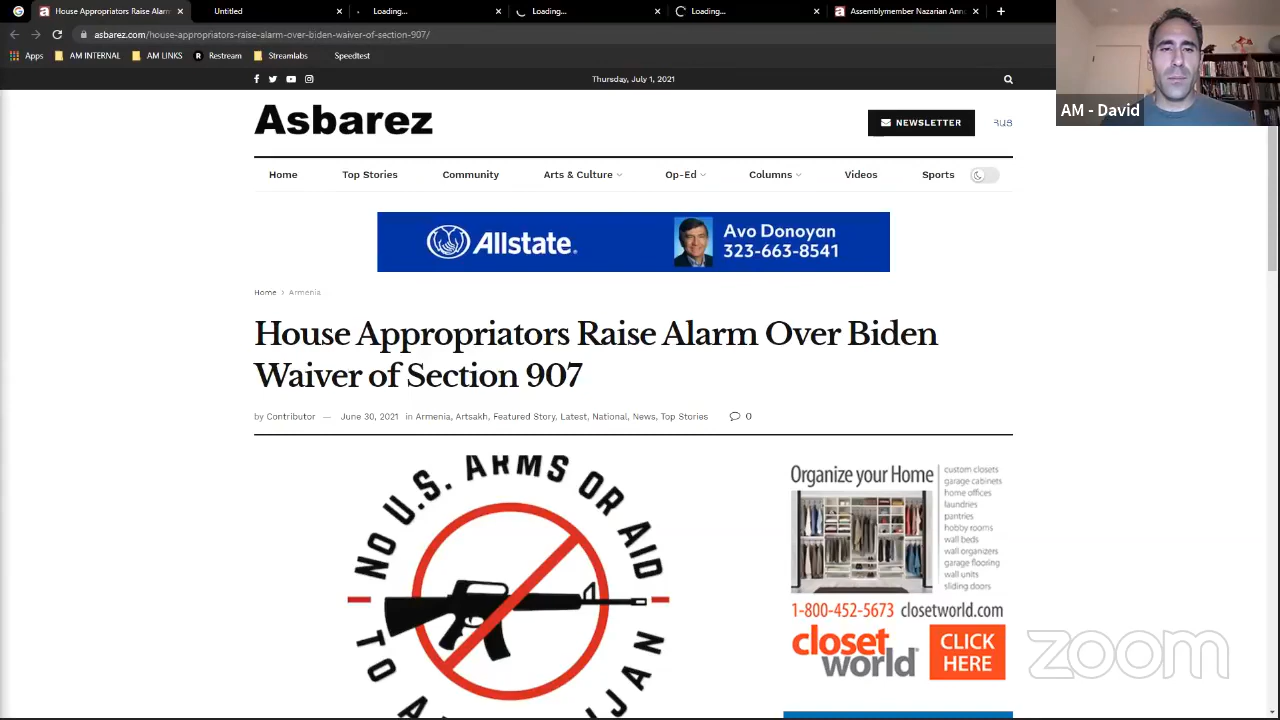 House Appropriators Raise Alarm
Untitled
Loading...
Loading...
Loading...
Assemblymember Nazarian Ann
asbarez.com/house-appropriators-raise-alarm-over-biden-waiver-of-section-907/
Apps AM INTERNAL AM LINKS Restream Streamlabs Speedtest
AM - David
Thursday, July 1, 2021
Asbarez
NEWSLETTER
Home Top Stories Community Arts & Culture Op-Ed Columns Videos Sports
Allstate.
Avo Donoyan
323-663-8541
Home > Armenia
House Appropriators Raise Alarm Over Biden
Waiver of Section 907
by Contributor — June 30, 2021 in Armenia, Artsakh, Featured Story, Latest, National, News, Top Stories 0
NO U.S. ARMS OR AID
TO
Organize your Home
custom closets
garage cabinets
home offices
laundries
pantries
hobby rooms
wall beds
wall organizers
garage flooring
wall units
sliding doors
1-800-452-5673 closetworld.com
closet
world
CLICK
HERE
zoom